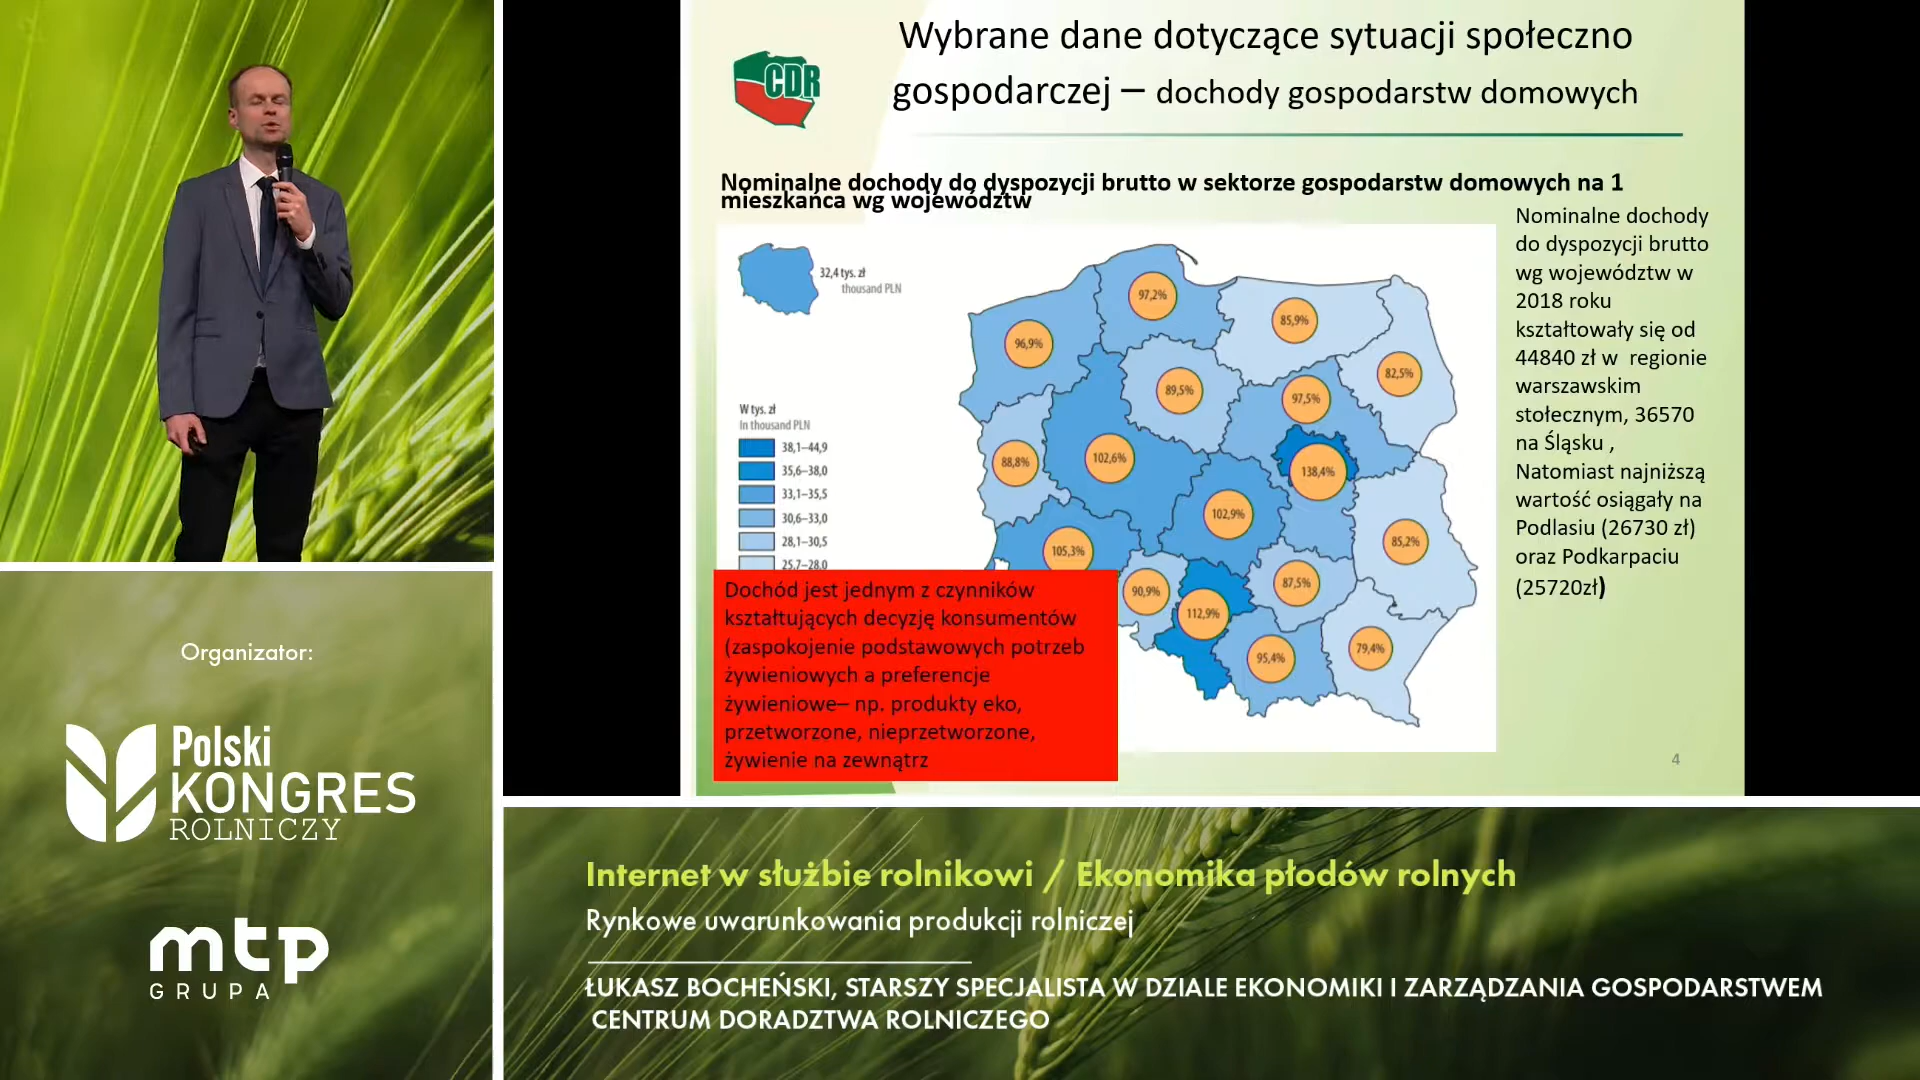 CDR
Wybrane dane dotyczące sytuacji społeczno
gospodarczej – dochody gospodarstw domowych
Nominalne dochody do dyspozycji brutto w sektorze gospodarstw domowych na 1
mieszkańca wg województw
32,4 tys. zł
thousand PLN
W tys. zł
In thousand PLN
38,1–44,9
35,6–38,0
33,1–35,5
30,6–33,0
28,1–30,5
25,7–28,0
97,2%
85,9%
96,9%
82,5%
89,5%
97,5%
88,8%
102,6%
138,4%
102,9%
105,3%
85,2%
90,9%
87,5%
112,9%
95,4%
79,4%
Nominalne dochody
do dyspozycji brutto
wg województw w
2018 roku
kształtowały się od
44840 zł w regionie
warszawskim
stołecznym, 36570
na Śląsku ,
Natomiast najniższą
wartość osiągały na
Podlasiu (26730 zł)
oraz Podkarpaciu
(25720zł)
Dochód jest jednym z czynników
kształtujących decyzję konsumentów
(zaspokojenie podstawowych potrzeb
żywieniowych a preferencje
żywieniowe– np. produkty eko,
przetworzone, nieprzetworzone,
żywienie na zewnątrz
4
Organizator:
Polski
KONGRES
ROLNICZY
mtp
GRUPA
Internet w służbie rolnikowi / Ekonomika płodów rolnych
Rynkowe uwarunkowania produkcji rolniczej
ŁUKASZ BOCHEŃSKI, STARSZY SPECJALISTA W DZIALE EKONOMIKI I ZARZĄDZANIA GOSPODARSTWEM
CENTRUM DORADZTWA ROLNICZEGO